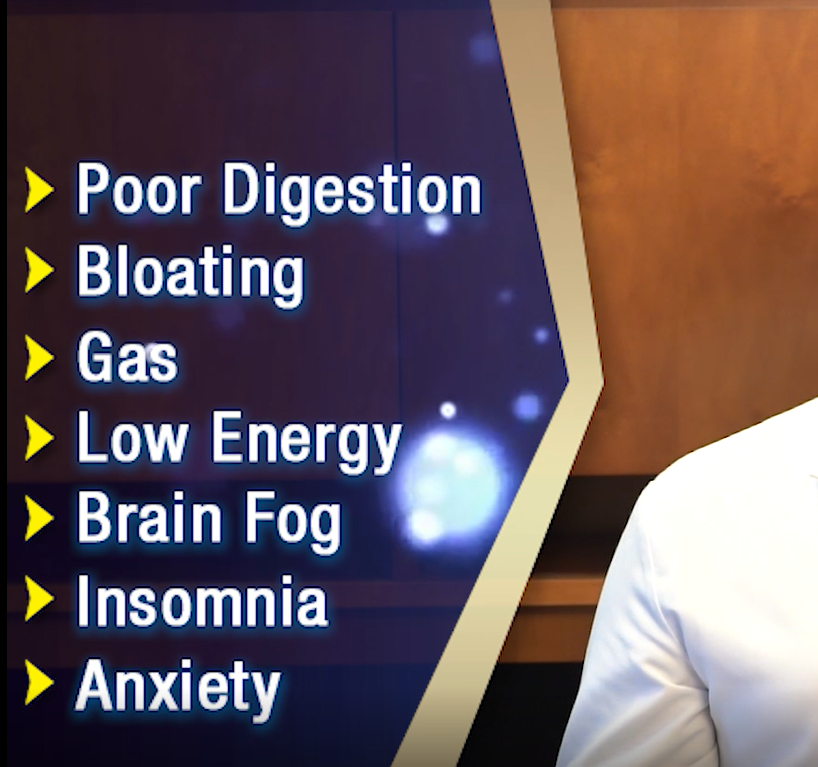 Poor Digestion
Bloating
Gas
Low Energy
Brain Fog
Insomnia
Anxiety